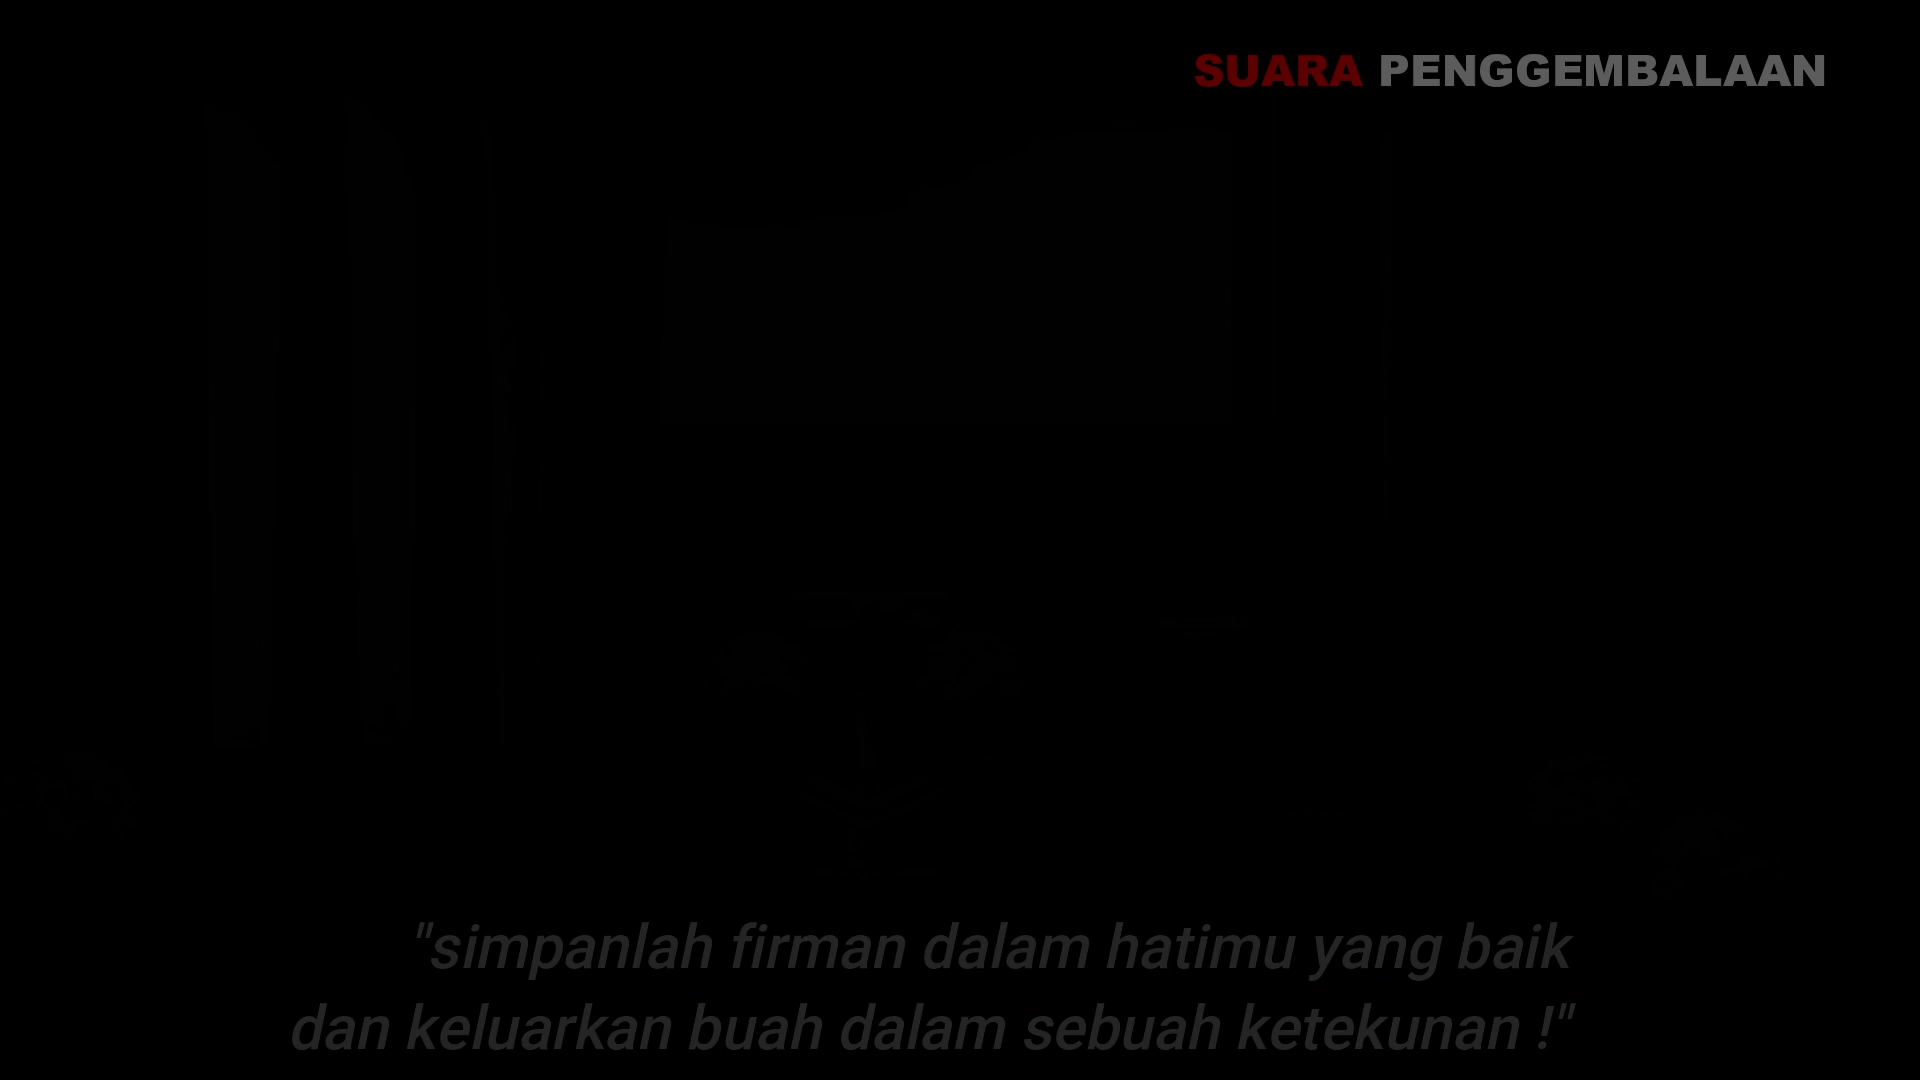 SUARA PENGGEMBALAAN
"simpanlah firman dalam hatimu yang baik
dan keluarkan buah dalam sebuah ketekunan !"